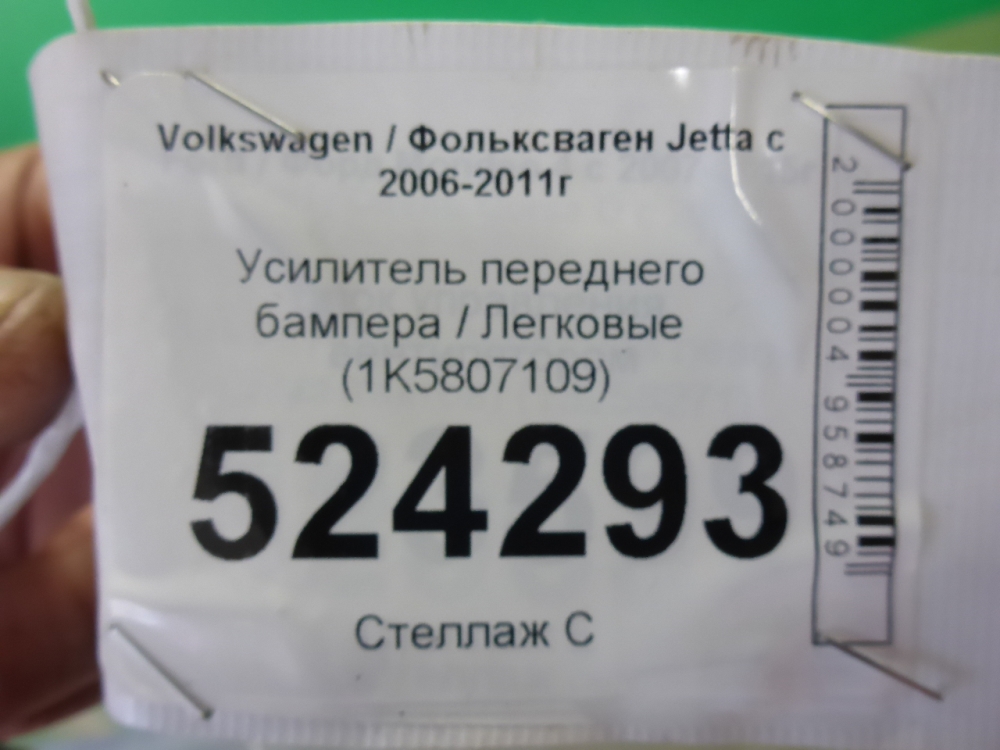 Volkswagen / Фольксваген Jetta с
2006-2011г
Усилитель переднего
бампера / Легковые
(1K5807109)
524293
Стеллаж С
2000004958749